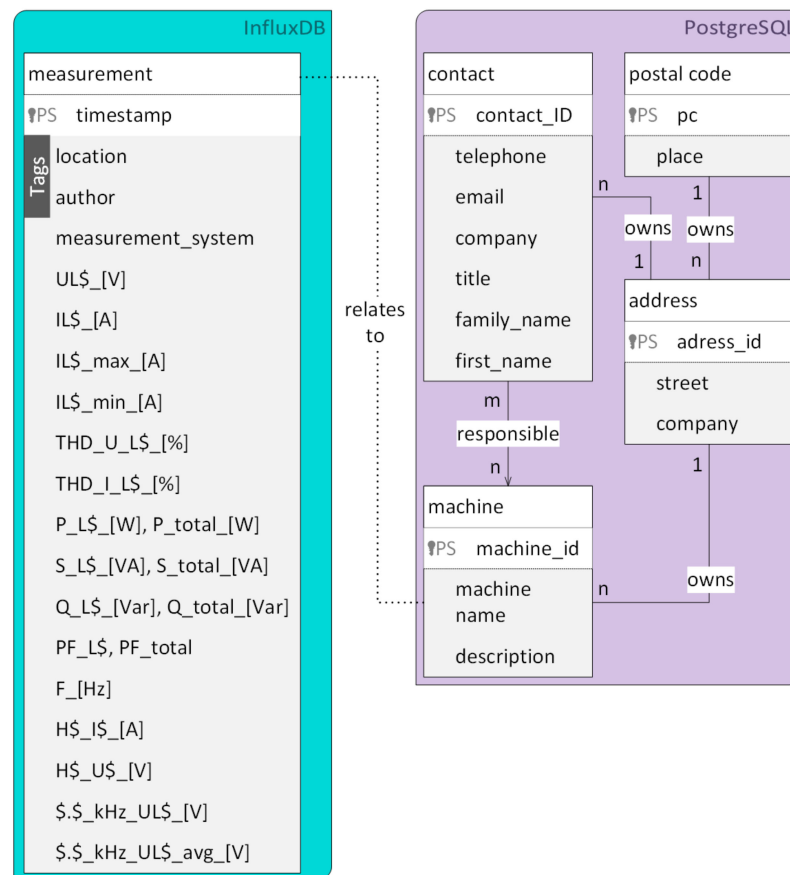 InfluxDB
measurement
PS timestamp
Tags
location
author
measurement_system
UL$_[V]
IL$_[A]
IL$_max_[A]
IL$_min_[A]
THD_U_L$_[%]
THD_I_L$_[%]
P_L$_[W], P_total_[W]
S_L$_[VA], S_total_[VA]
Q_L$_[Var], Q_total_[Var]
PF_L$, PF_total
F_[Hz]
H$_I$_[A]
H$_U$_[V]
$.$_kHz_UL$_[V]
$.$_kHz_UL$_avg_[V]
relates
to
PostgreSQL
contact
PS contact_ID
telephone
email
company
title
family_name
first_name
n
owns
1
postal code
PS pc
place
1
owns
n
address
PS adress_id
street
company
m
responsible
n
machine
PS machine_id
machine
name
description
1
owns
n